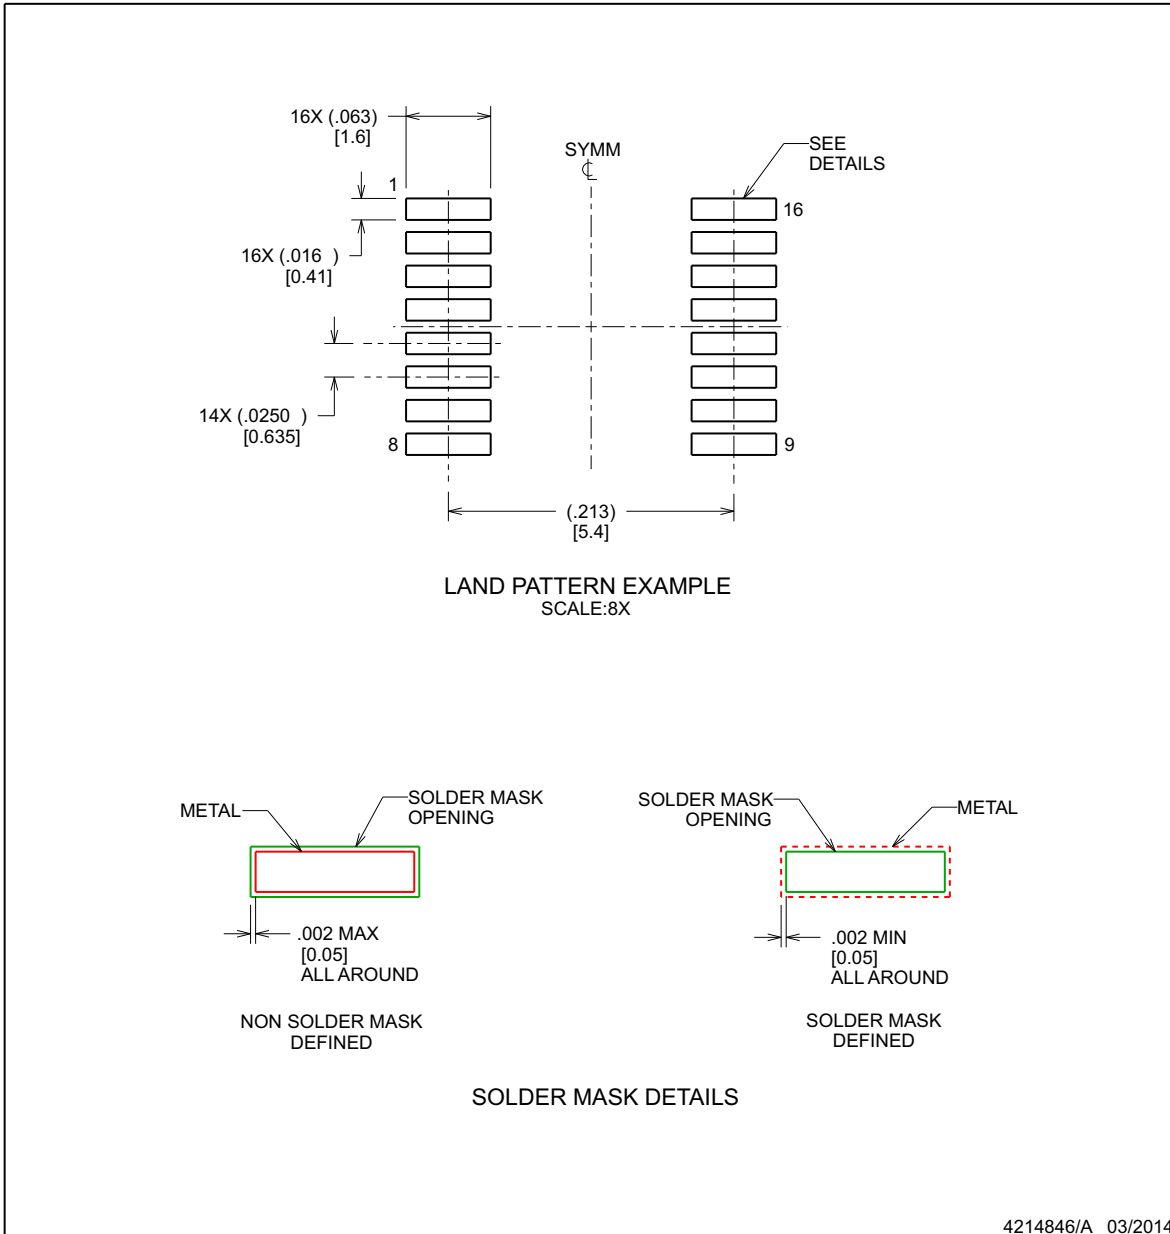 16X (.063)
[1.6]
SYMM
SEE
DETAILS
1
16
16X (.016 )
[0.41]
14X (.0250 )
[0.635]
8
9
(.213)
[5.4]
LAND PATTERN EXAMPLE
SCALE:8X
METAL
SOLDER MASK
OPENING
SOLDER MASK
OPENING
METAL
.002 MAX
[0.05]
ALL AROUND
.002 MIN
[0.05]
ALL AROUND
NON SOLDER MASK
DEFINED
SOLDER MASK
DEFINED
SOLDER MASK DETAILS
4214846/A 03/2014